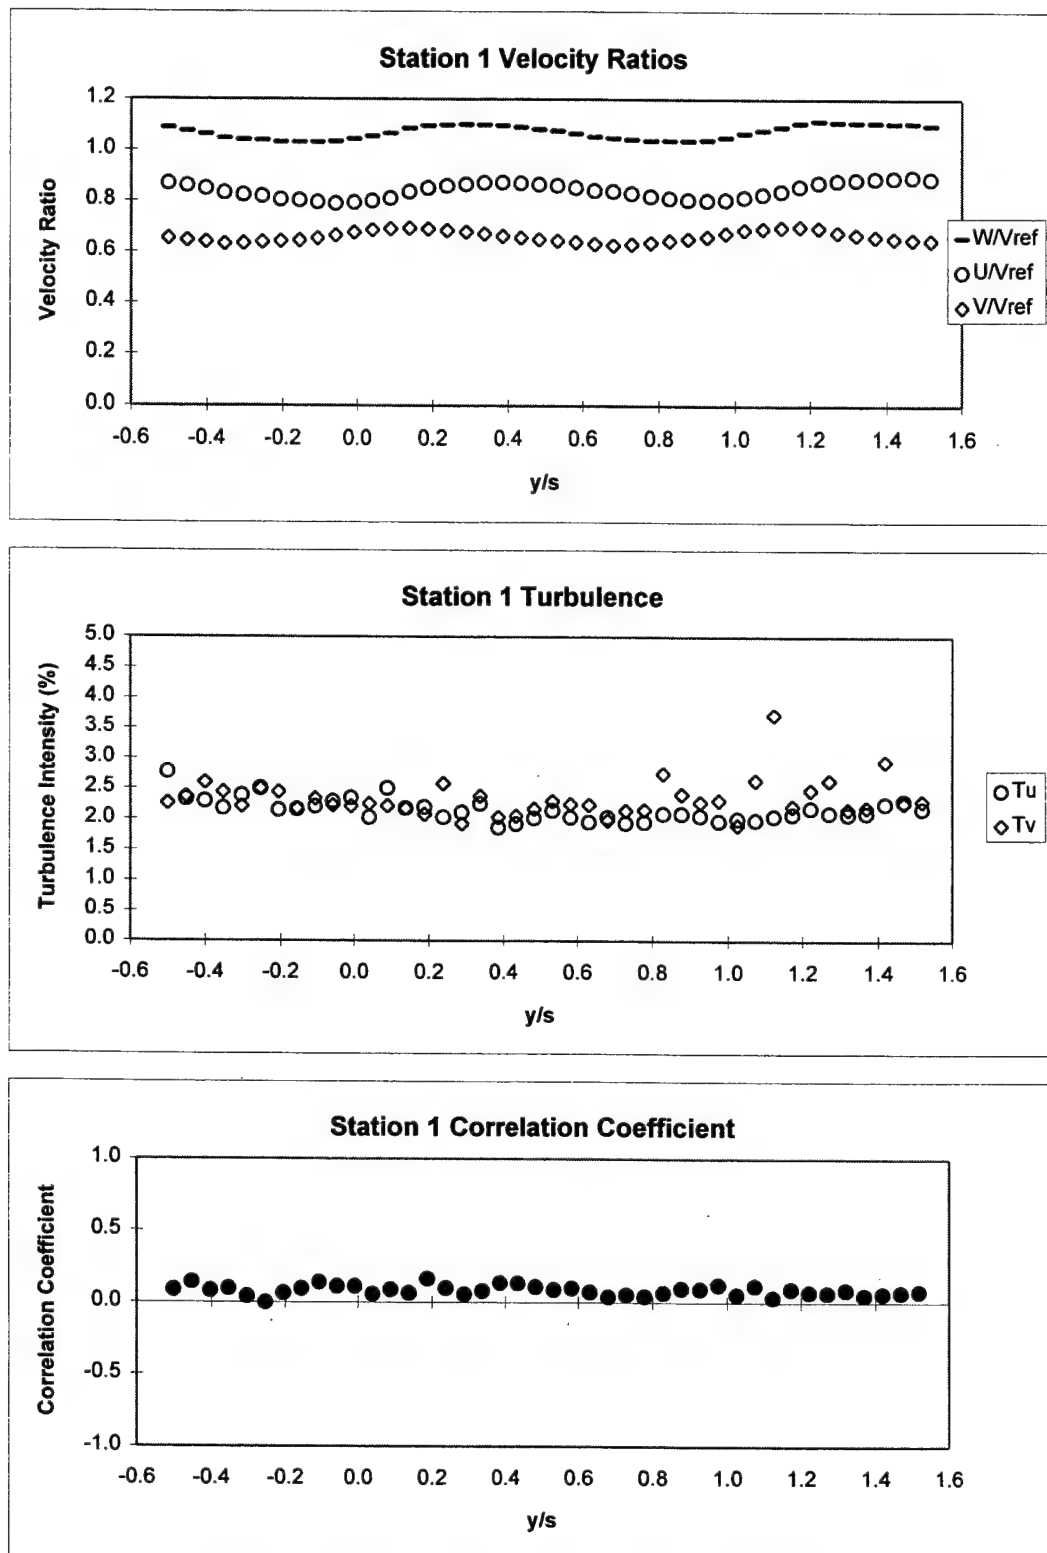 Station 1 Velocity Ratios
1.2
1.0
0.8
0.6
0.4
0.2
0.0
Velocity Ratio
-0.6 -0.4 -0.2 0.0 0.2 0.4 0.6 0.8 1.0 1.2 1.4 1.6
y/s
W/Vref
U/Vref
V/Vref
Station 1 Turbulence
5.0
4.5
4.0
3.5
3.0
2.5
2.0
1.5
1.0
0.5
0.0
Turbulence Intensity (%)
-0.6 -0.4 -0.2 0.0 0.2 0.4 0.6 0.8 1.0 1.2 1.4 1.6
y/s
Tu
Tv
Station 1 Correlation Coefficient
1.0
0.5
0.0
-0.5
-1.0
Correlation Coefficient
-0.6 -0.4 -0.2 0.0 0.2 0.4 0.6 0.8 1.0 1.2 1.4 1.6
y/s